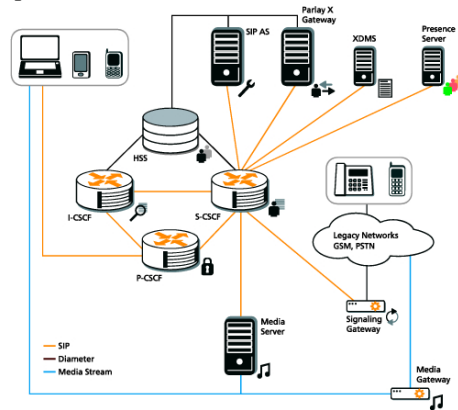 Parlay X
Gateway
SIP AS
XDMS
Presence
Server
HSS
I-CSCF
S-CSCF
P-CSCF
Legacy Networks
GSM, PSTN
Media
Server
Signaling
Gateway
Media
Gateway
SIP
Diameter
Media Stream